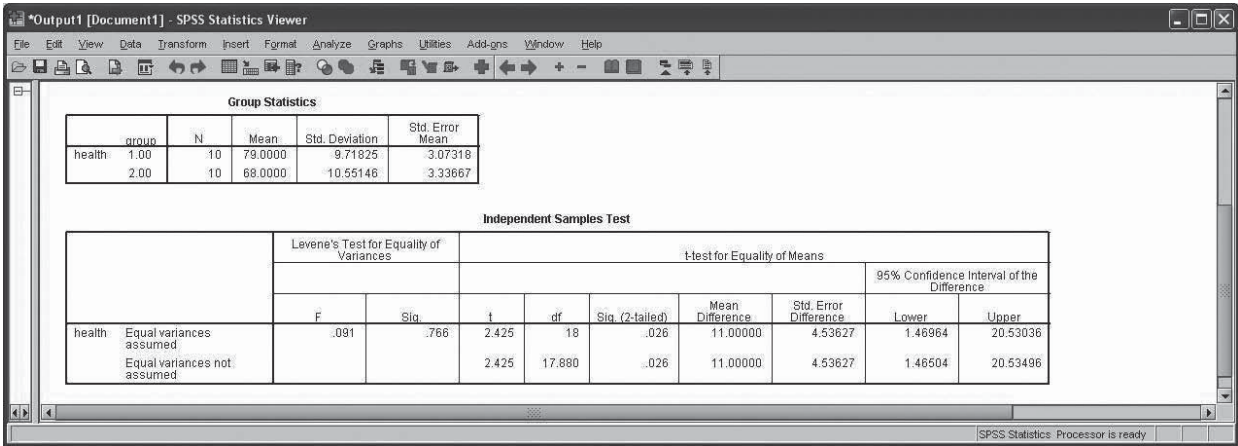 *Output1 [Document1] - SPSS Statistics Viewer
File Edit View Data Transform Insert Format Analyze Graphs Utilities Add-ons Window Help
Group Statistics
group N Mean Std. Deviation Std. Error Mean
health 1.00 10 79.0000 9.71825 3.07318
2.00 10 68.0000 10.55146 3.33667
Independent Samples Test
Levene's Test for Equality of Variances t-test for Equality of Means
95% Confidence Interval of the Difference
F Sig. t df Sig. (2-tailed) Mean Difference Std. Error Difference Lower Upper
health Equal variances assumed .091 .766 2.425 18 .026 11.00000 4.53627 1.46964 20.53036
Equal variances not assumed 2.425 17.880 .026 11.00000 4.53627 1.46504 20.53496
SPSS Statistics Processor is ready